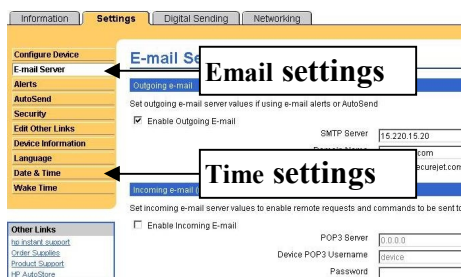 Information Settings Digital Sending Networking
Configure Device
E-mail Server
Alerts
AutoSend
Security
Edit Other Links
Device Information
Language
Date & Time
Wake Time
Other Links
hp instant support
Order Supplies
Product Support
HP AutoStore
E-mail Se
Email settings
Outgoing e-mail
Set outgoing e-mail server values if using e-mail alerts or AutoSend
Enable Outgoing E-mail
SMTP Server 15.220.15.20
com
Time settings
ecurejet.com
Incoming e-mail
Set incoming e-mail server values to enable remote requests and commands to be sent to
Enable Incoming E-mail
POP3 Server 0.0.0.0
Device POP3 Username device
Password